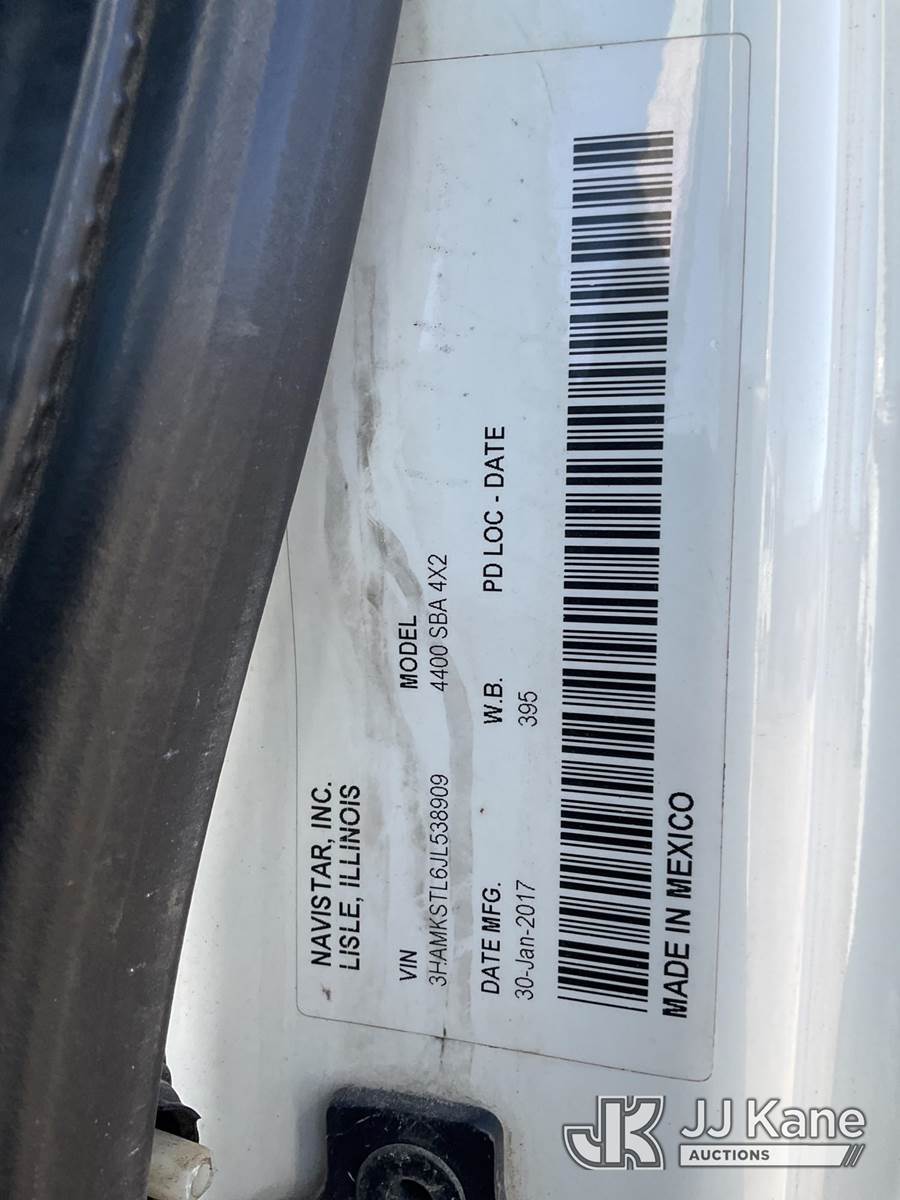 NAVISTAR, INC.
LISLE, ILLINOIS
VIN MODEL
3HAMKSTL6JL538909 4400 SBA 4X2
DATE MFG. W.B. PD LOC - DATE
30-Jan-2017 395
MADE IN MEXICO
JK JJ Kane
AUCTIONS